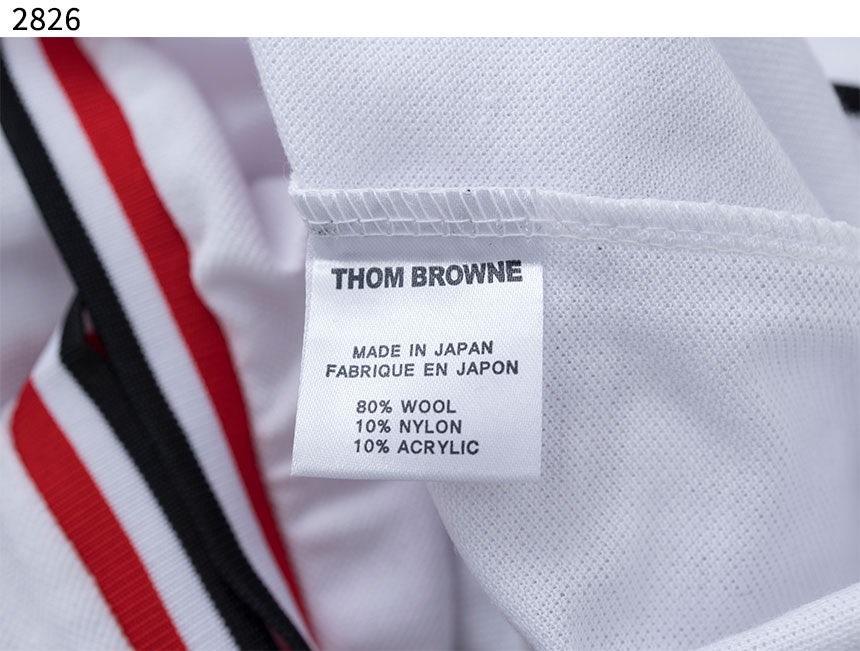 2826
THOM BROWNE
MADE IN JAPAN
FABRIQUE EN JAPON
80% WOOL
10% NYLON
10% ACRYLIC